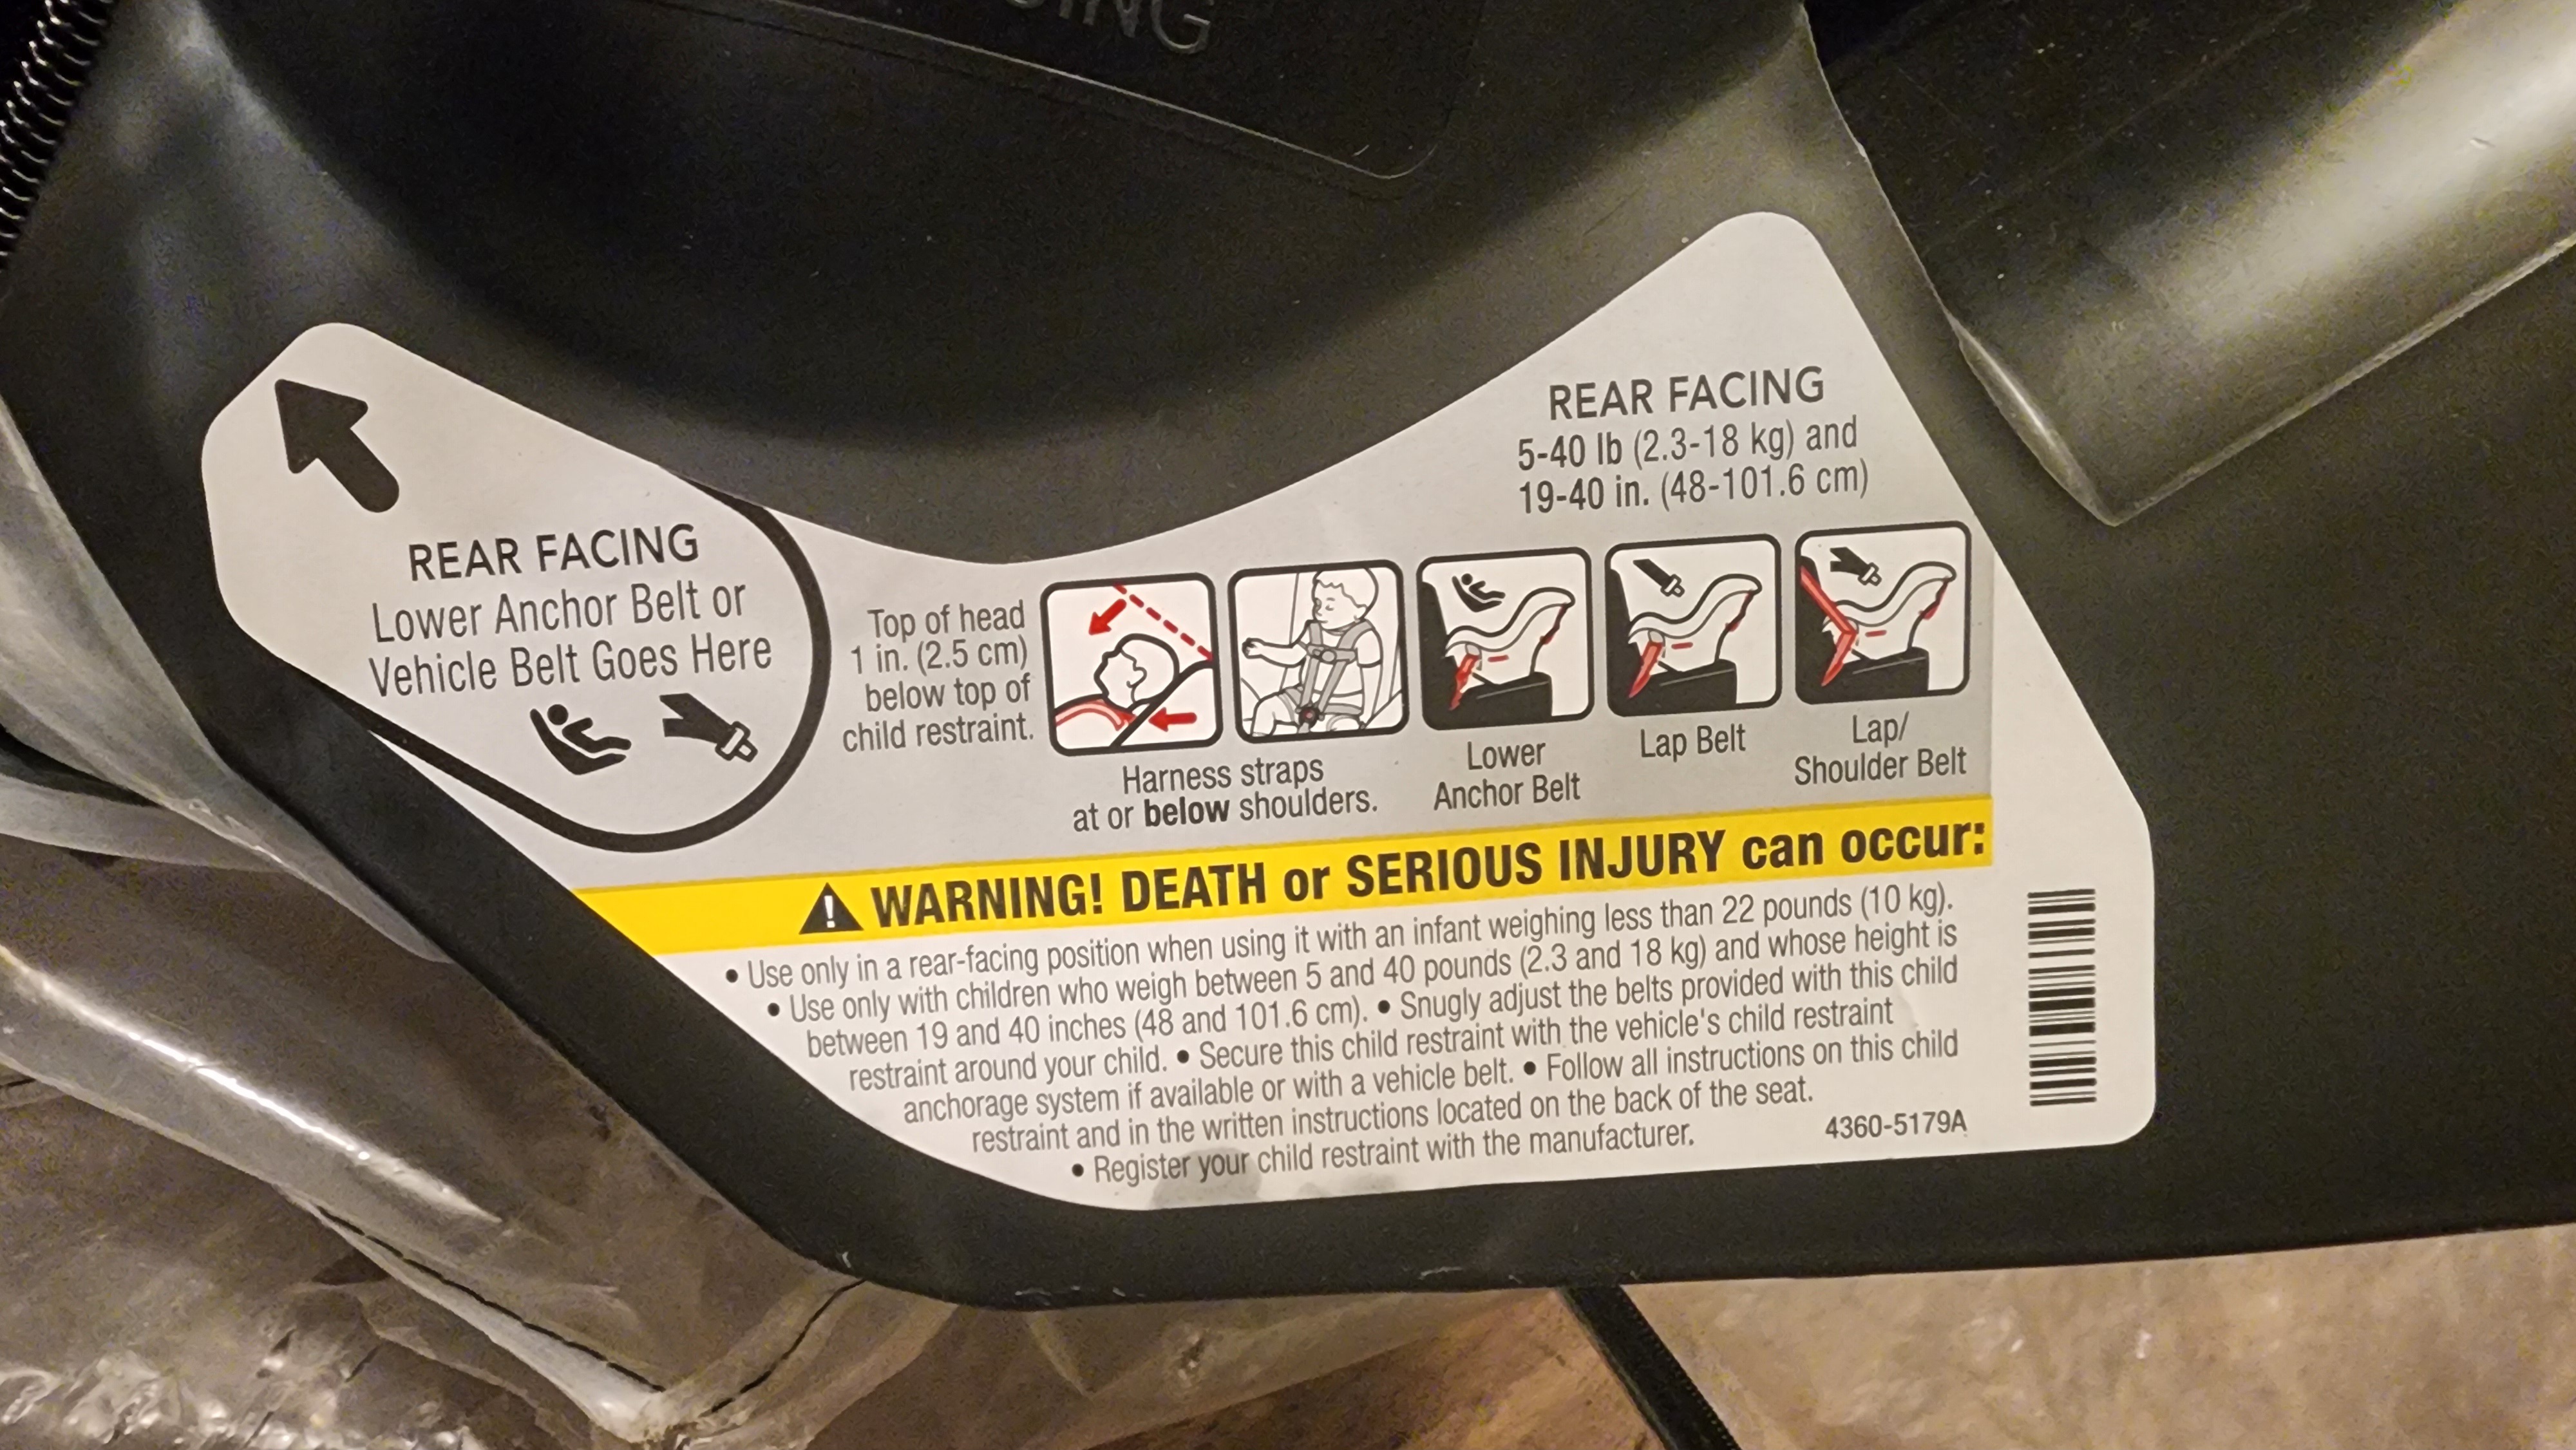 REAR FACING
Lower Anchor Belt or
Vehicle Belt Goes Here
REAR FACING
5-40 lb (2.3-18 kg) and
19-40 in. (48-101.6 cm)
Top of head
1 in. (2.5 cm)
below top of
child restraint.
Harness straps
at or below shoulders.
Lower
Anchor Belt
Lap Belt
Lap/
Shoulder Belt
WARNING! DEATH or SERIOUS INJURY can occur:
• Use only in a rear-facing position when using it with an infant weighing less than 22 pounds (10 kg).
• Use only with children who weigh between 5 and 40 pounds (2.3 and 18 kg) and whose height is
between 19 and 40 inches (48 and 101.6 cm). • Snugly adjust the belts provided with this child
restraint around your child. • Secure this child restraint with the vehicle's child restraint
anchorage system if available or with a vehicle belt. • Follow all instructions on this child
restraint and in the written instructions located on the back of the seat.
• Register your child restraint with the manufacturer.
4360-5179A